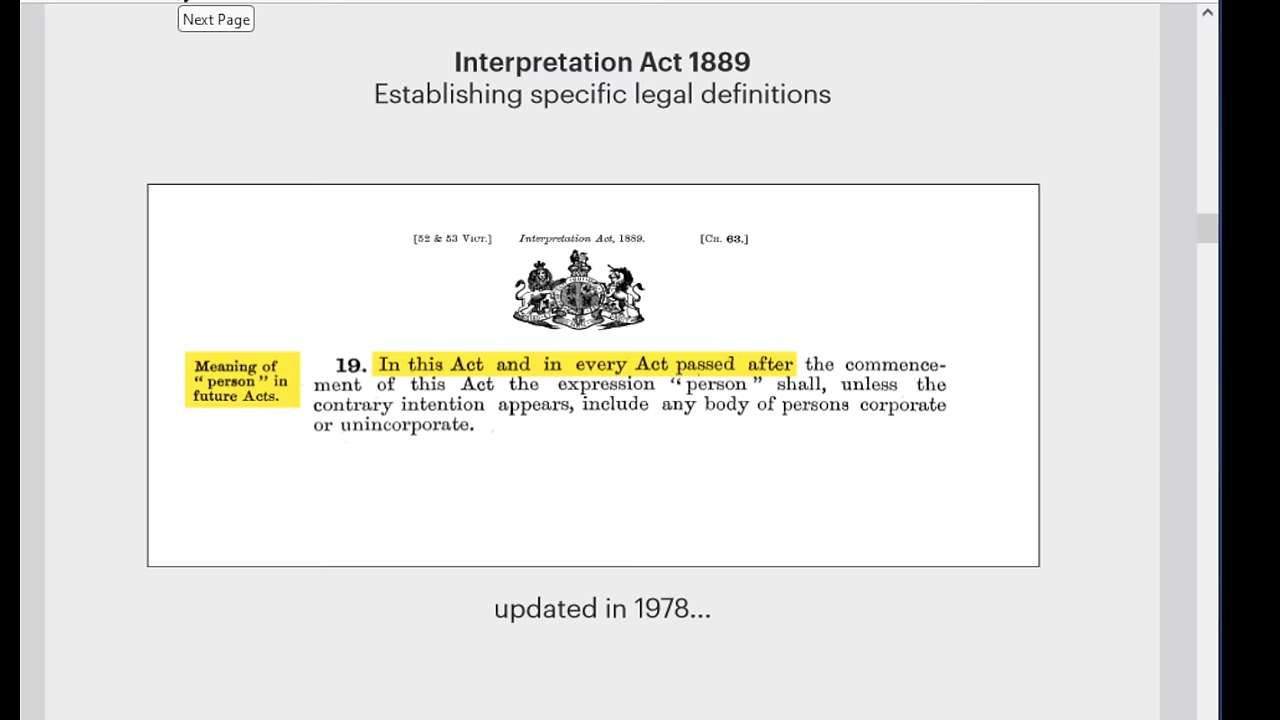 Next Page
Interpretation Act 1889
Establishing specific legal definitions
[52 & 53 VICT.] Interpretation Act, 1889. [CH. 63.]
Meaning of
“ person ” in
future Acts.
19. In this Act and in every Act passed after the commence-
ment of this Act the expression “ person ” shall, unless the
contrary intention appears, include any body of persons corporate
or unincorporate.
updated in 1978...